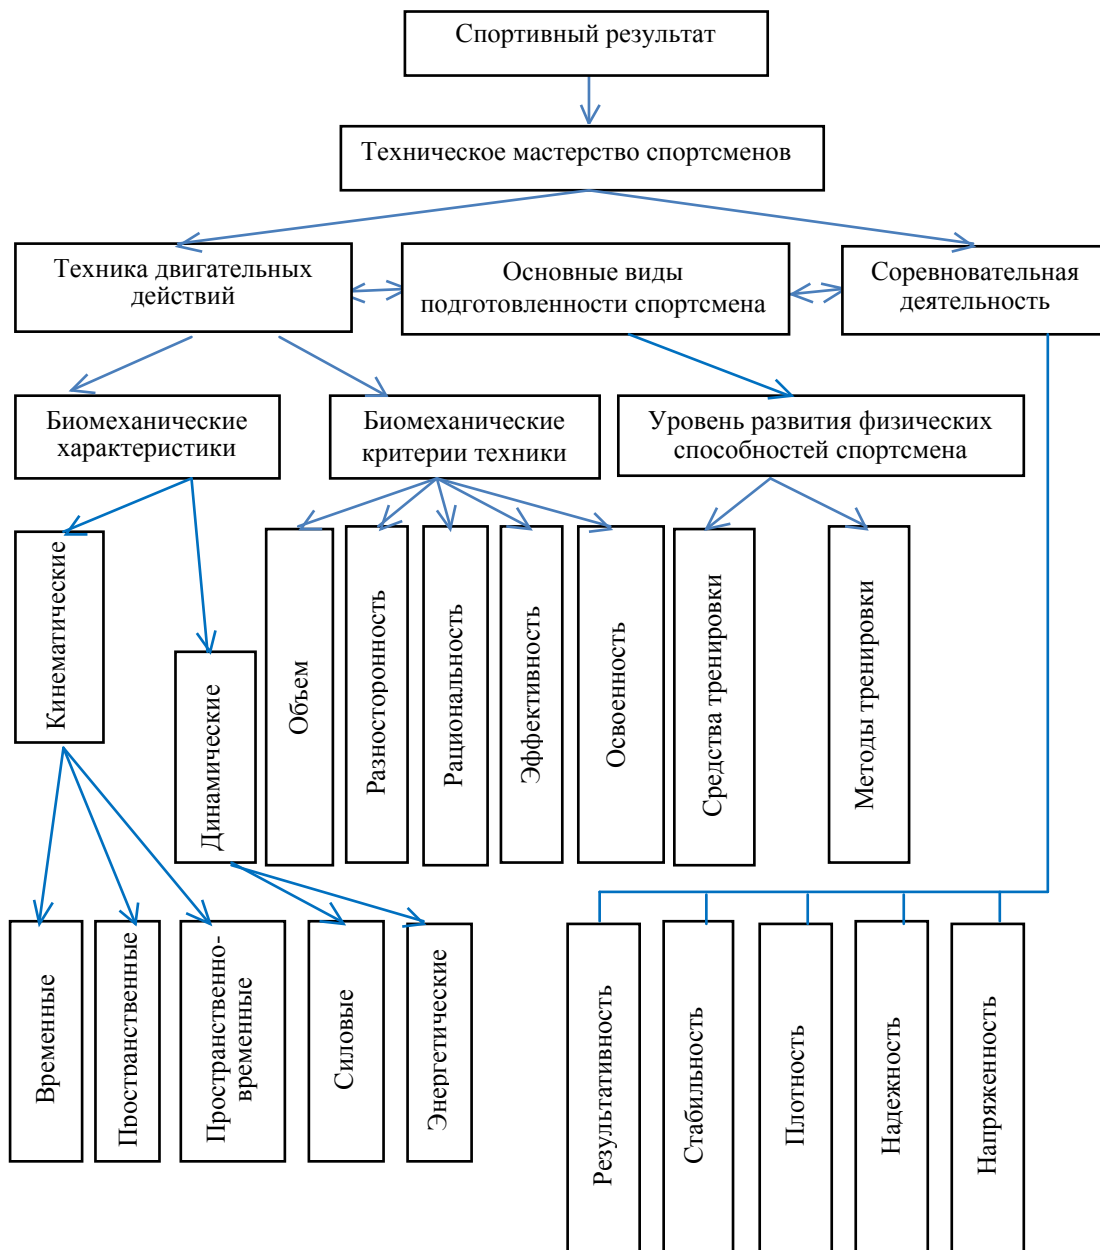 Спортивный результат
Техническое мастерство спортсменов
Техника двигательных
действий
Основные виды
подготовленности спортсмена
Соревновательная
деятельность
Биомеханические
характеристики
Биомеханические
критерии техники
Уровень развития физических
способностей спортсмена
Кинематические
Динамические
Объем
Разносторонность
Рациональность
Эффективность
Освоенность
Средства тренировки
Методы тренировки
Временные
Пространственные
Пространственно-
временные
Силовые
Энергетические
Результативность
Стабильность
Плотность
Надежность
Напряженность